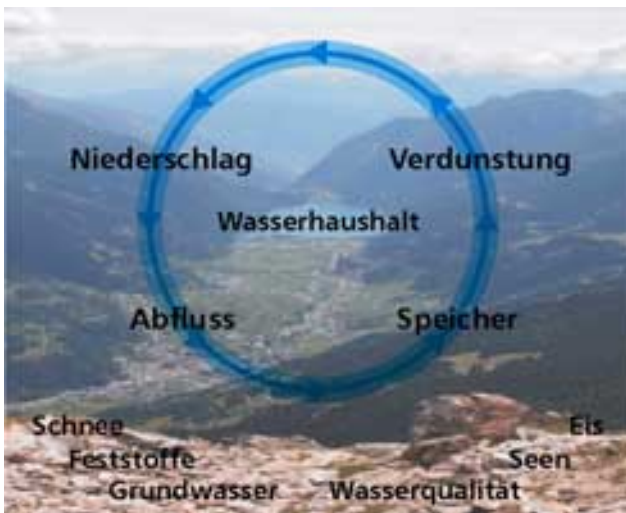 Niederschlag Verdunstung
Wasserhaushalt
Abfluss Speicher
Schnee Eis
Feststoffe Seen
Grundwasser Wasserqualität